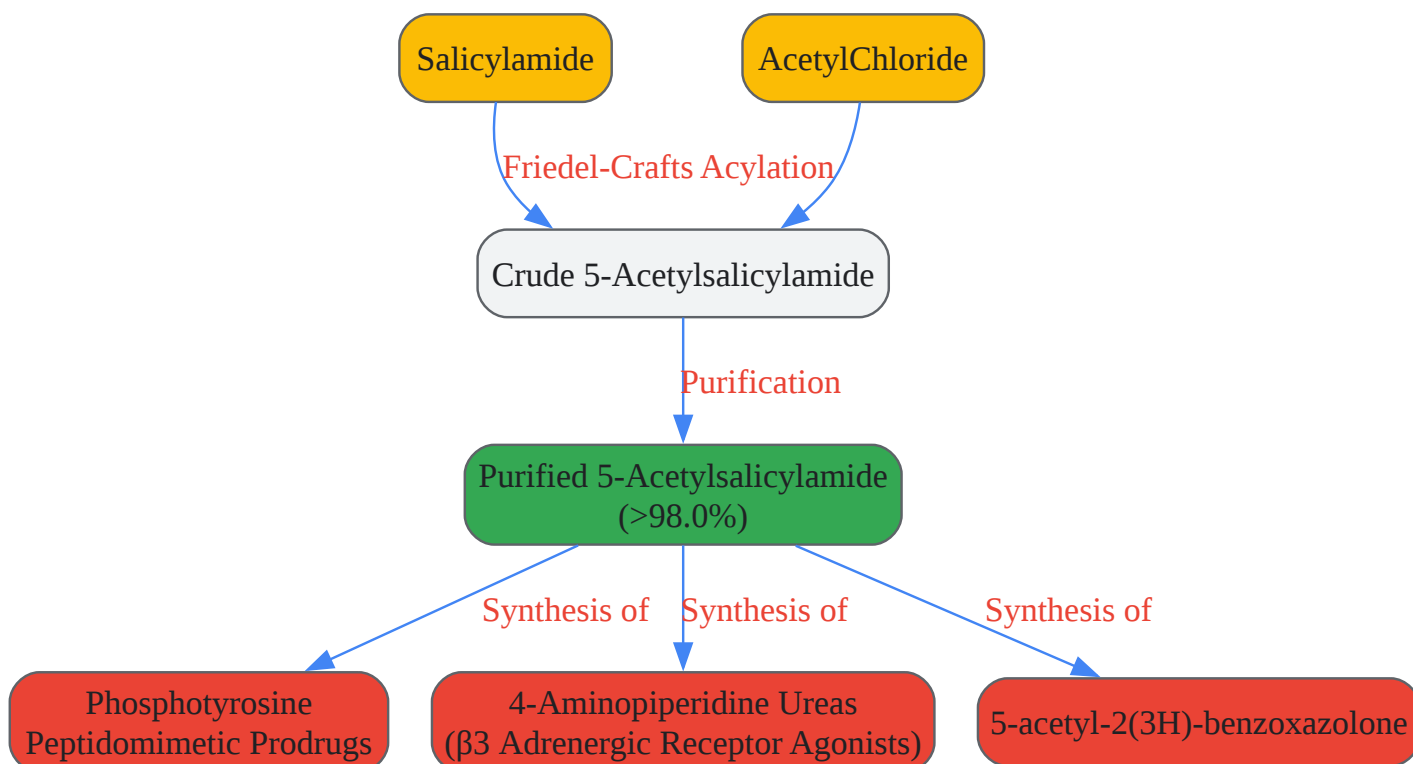 Salicylamide
AcetylChloride
Friedel-Crafts Acylation
Crude 5-Acetylsalicylamide
Purification
Purified 5-Acetylsalicylamide
(>98.0%)
Synthesis of
Synthesis of
Synthesis of
Phosphotyrosine
Peptidomimetic Prodrugs
4-Aminopiperidine Ureas
(β3 Adrenergic Receptor Agonists)
5-acetyl-2(3H)-benzoxazolone